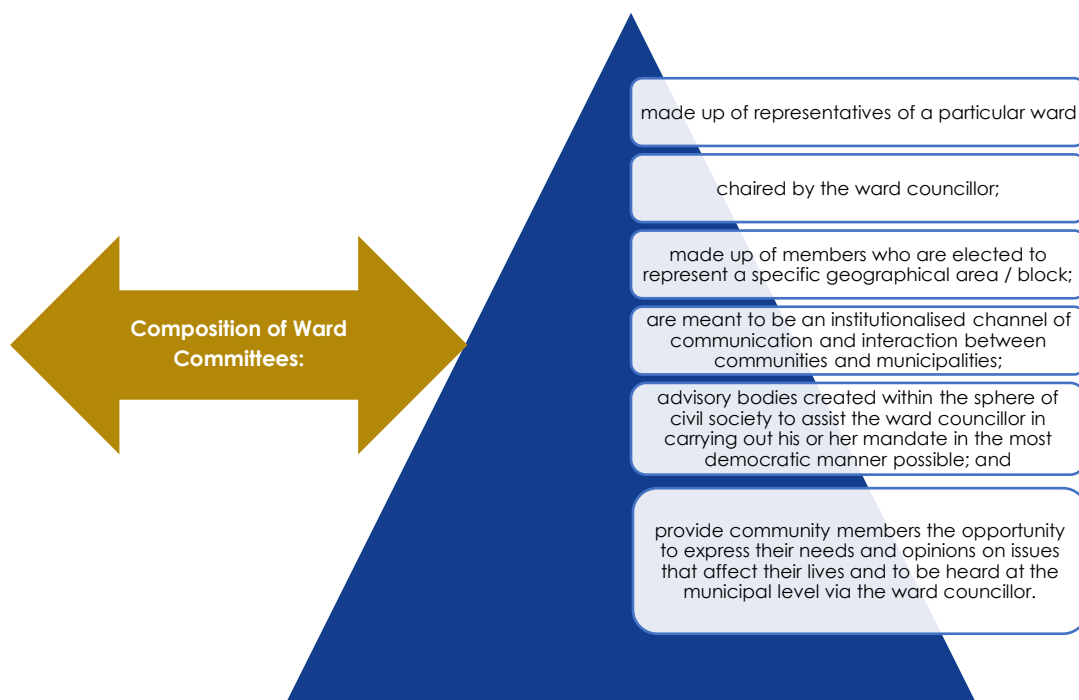 Composition of Ward
Committees:
made up of representatives of a particular ward
chaired by the ward councillor;
made up of members who are elected to
represent a specific geographical area / block;
are meant to be an institutionalised channel of
communication and interaction between
communities and municipalities;
advisory bodies created within the sphere of
civil society to assist the ward councillor in
carrying out his or her mandate in the most
democratic manner possible; and
provide community members the opportunity
to express their needs and opinions on issues
that affect their lives and to be heard at the
municipal level via the ward councillor.